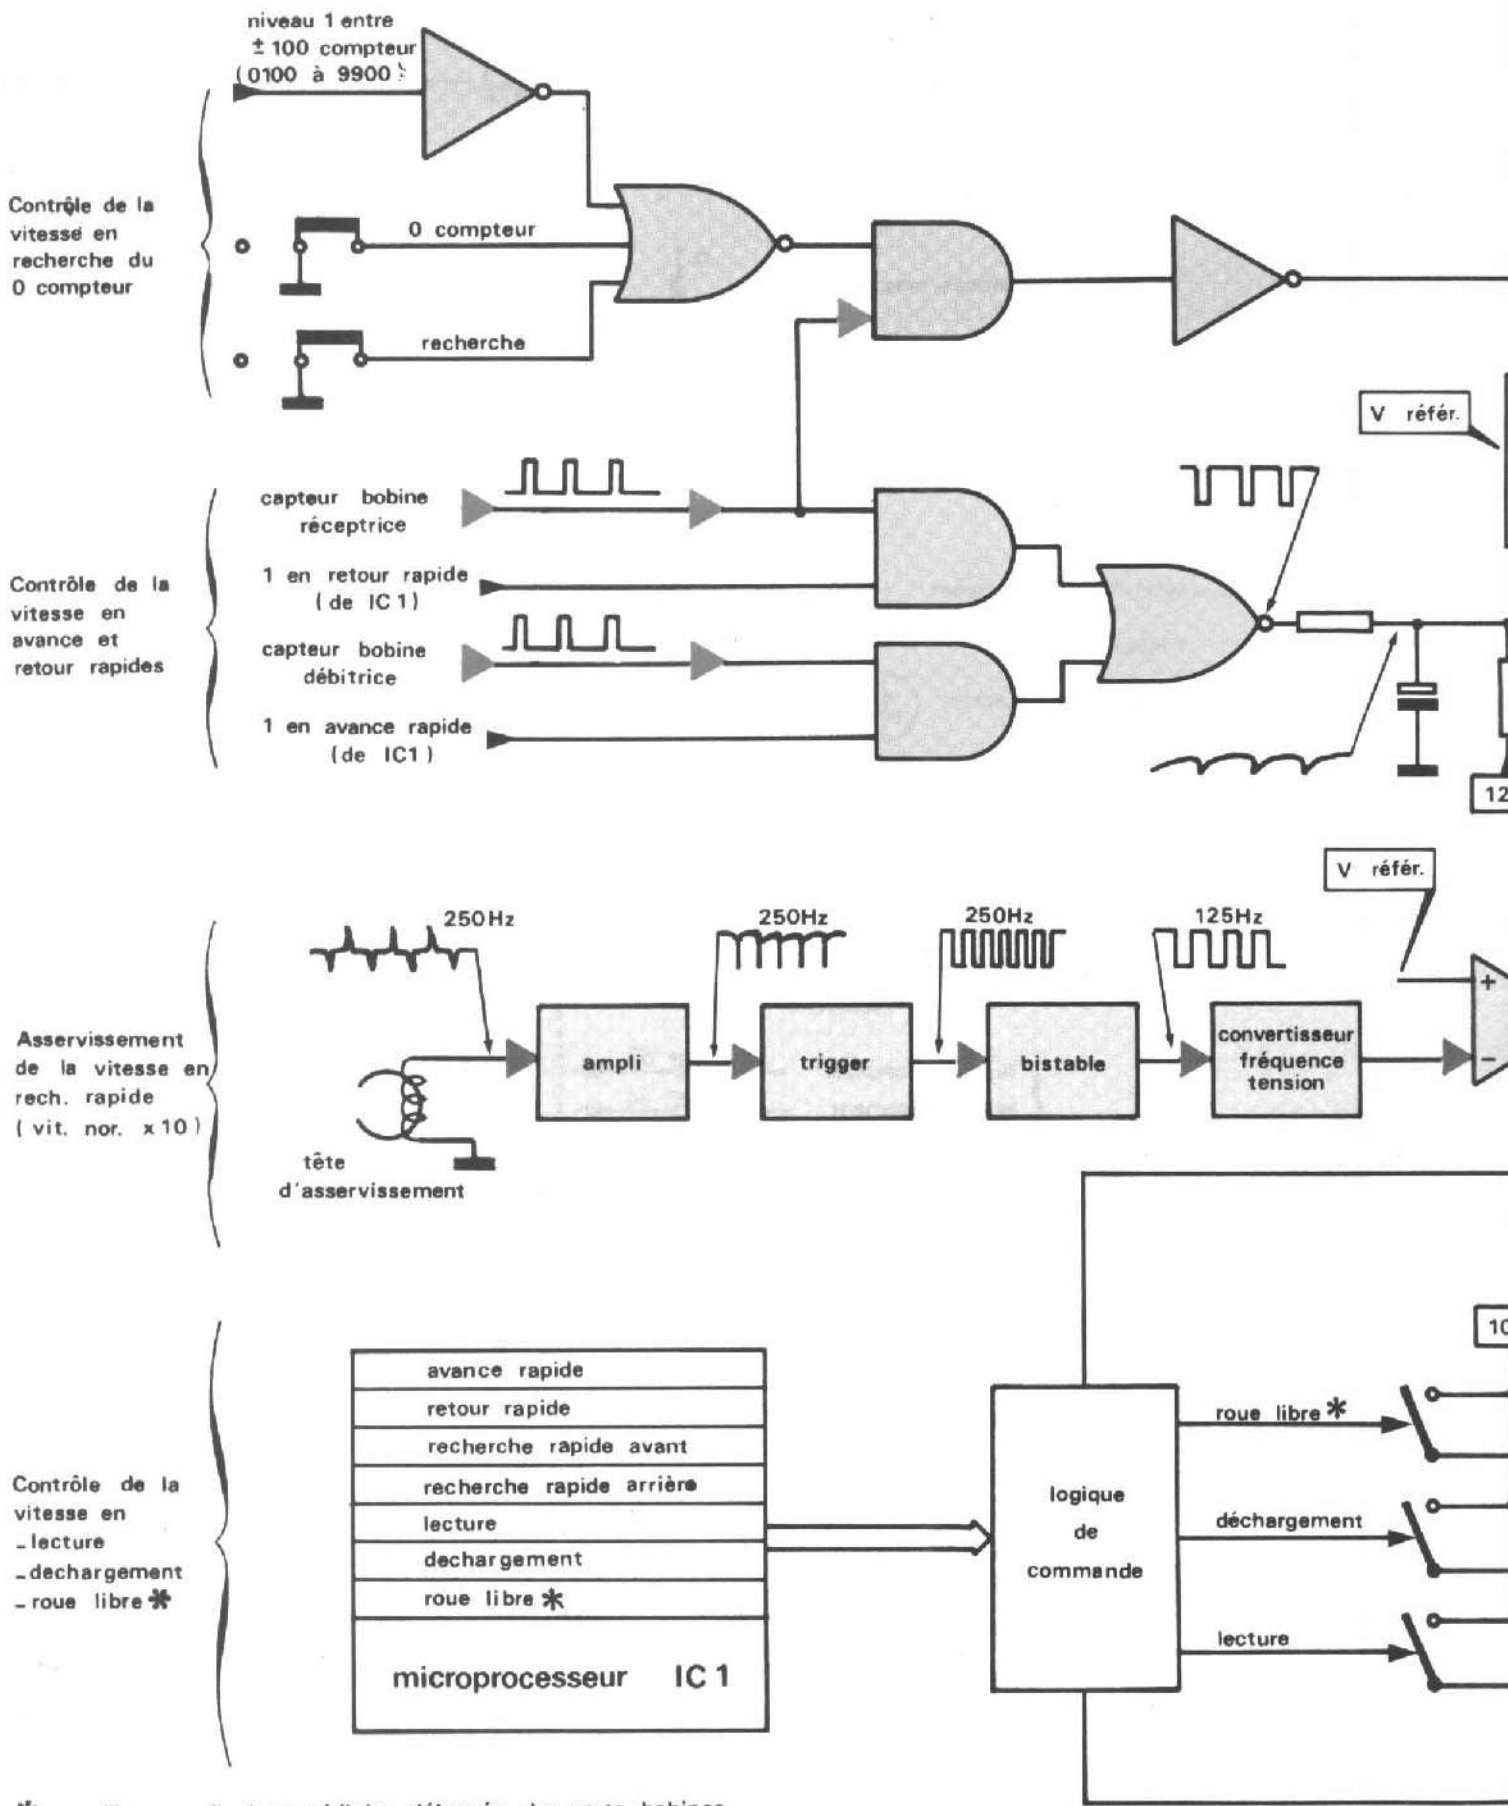 niveau 1 entre
± 100 compteur
(0100 à 9900)
Contrôle de la
vitesse en
recherche du
0 compteur
0 compteur
recherche
V référ.
capteur bobine
réceptrice
1 en retour rapide
(de IC 1)
capteur bobine
débitrice
1 en avance rapide
(de IC1)
Contrôle de la
vitesse en
avance et
retour rapides
12
V référ.
250Hz
250Hz
250Hz
125Hz
Asservissement
de la vitesse en
rech. rapide
( vit. nor. x 10 )
ampli
trigger
bistable
convertisseur
fréquence
tension
+
-
tête
d'asservissement
10
avance rapide
retour rapide
recherche rapide avant
recherche rapide arrière
lecture
dechargement
roue libre *
microprocesseur IC 1
Contrôle de la
vitesse en
- lecture
- dechargement
- roue libre *
logique
de
commande
roue libre *
déchargement
lecture